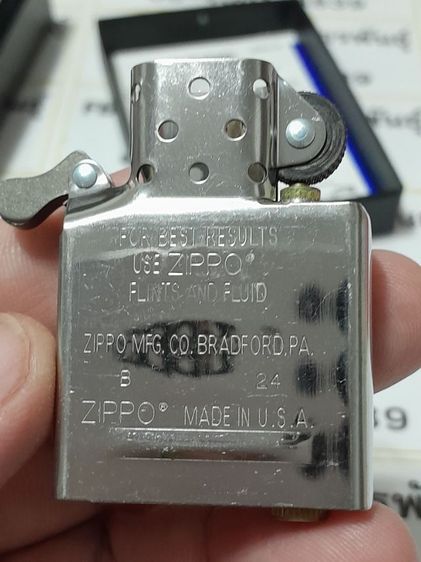 FOR BEST RESULTS
USE ZIPPO®
FLINTS AND FLUID
ZIPPO MFG. CO. BRADFORD, PA.
B 24
ZIPPO® MADE IN U.S.A.